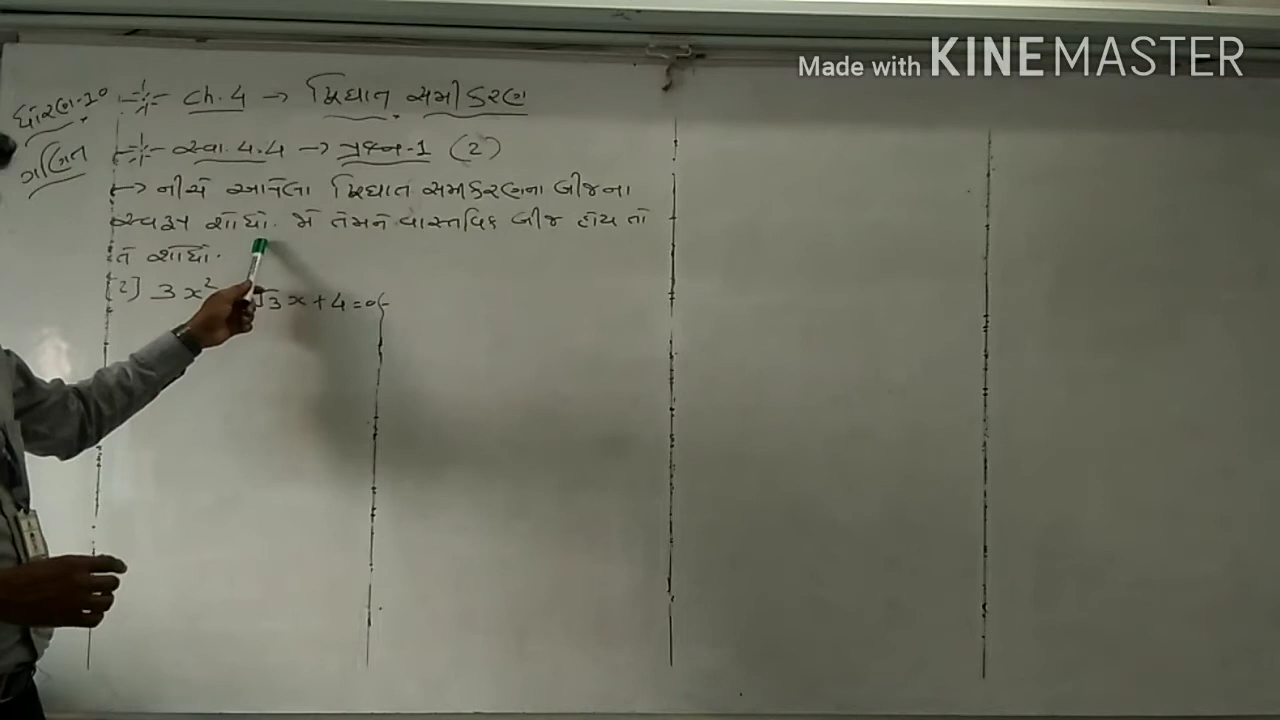 Made with KINEMASTER
ધોરણ-10 ગણિત
Ch. 4 → દ્વિઘાત સમીકરણ
સ્વા. 4.4 → પ્રશ્ન-1 (2)
→ નીચે આપેલા દ્વિઘાત સમીકરણના બીજના
સ્વરૂપ શોધો. જો તેમને વાસ્તવિક બીજ હોય તો
તે શોધો.
[2] 3x² √3x + 4 = 0